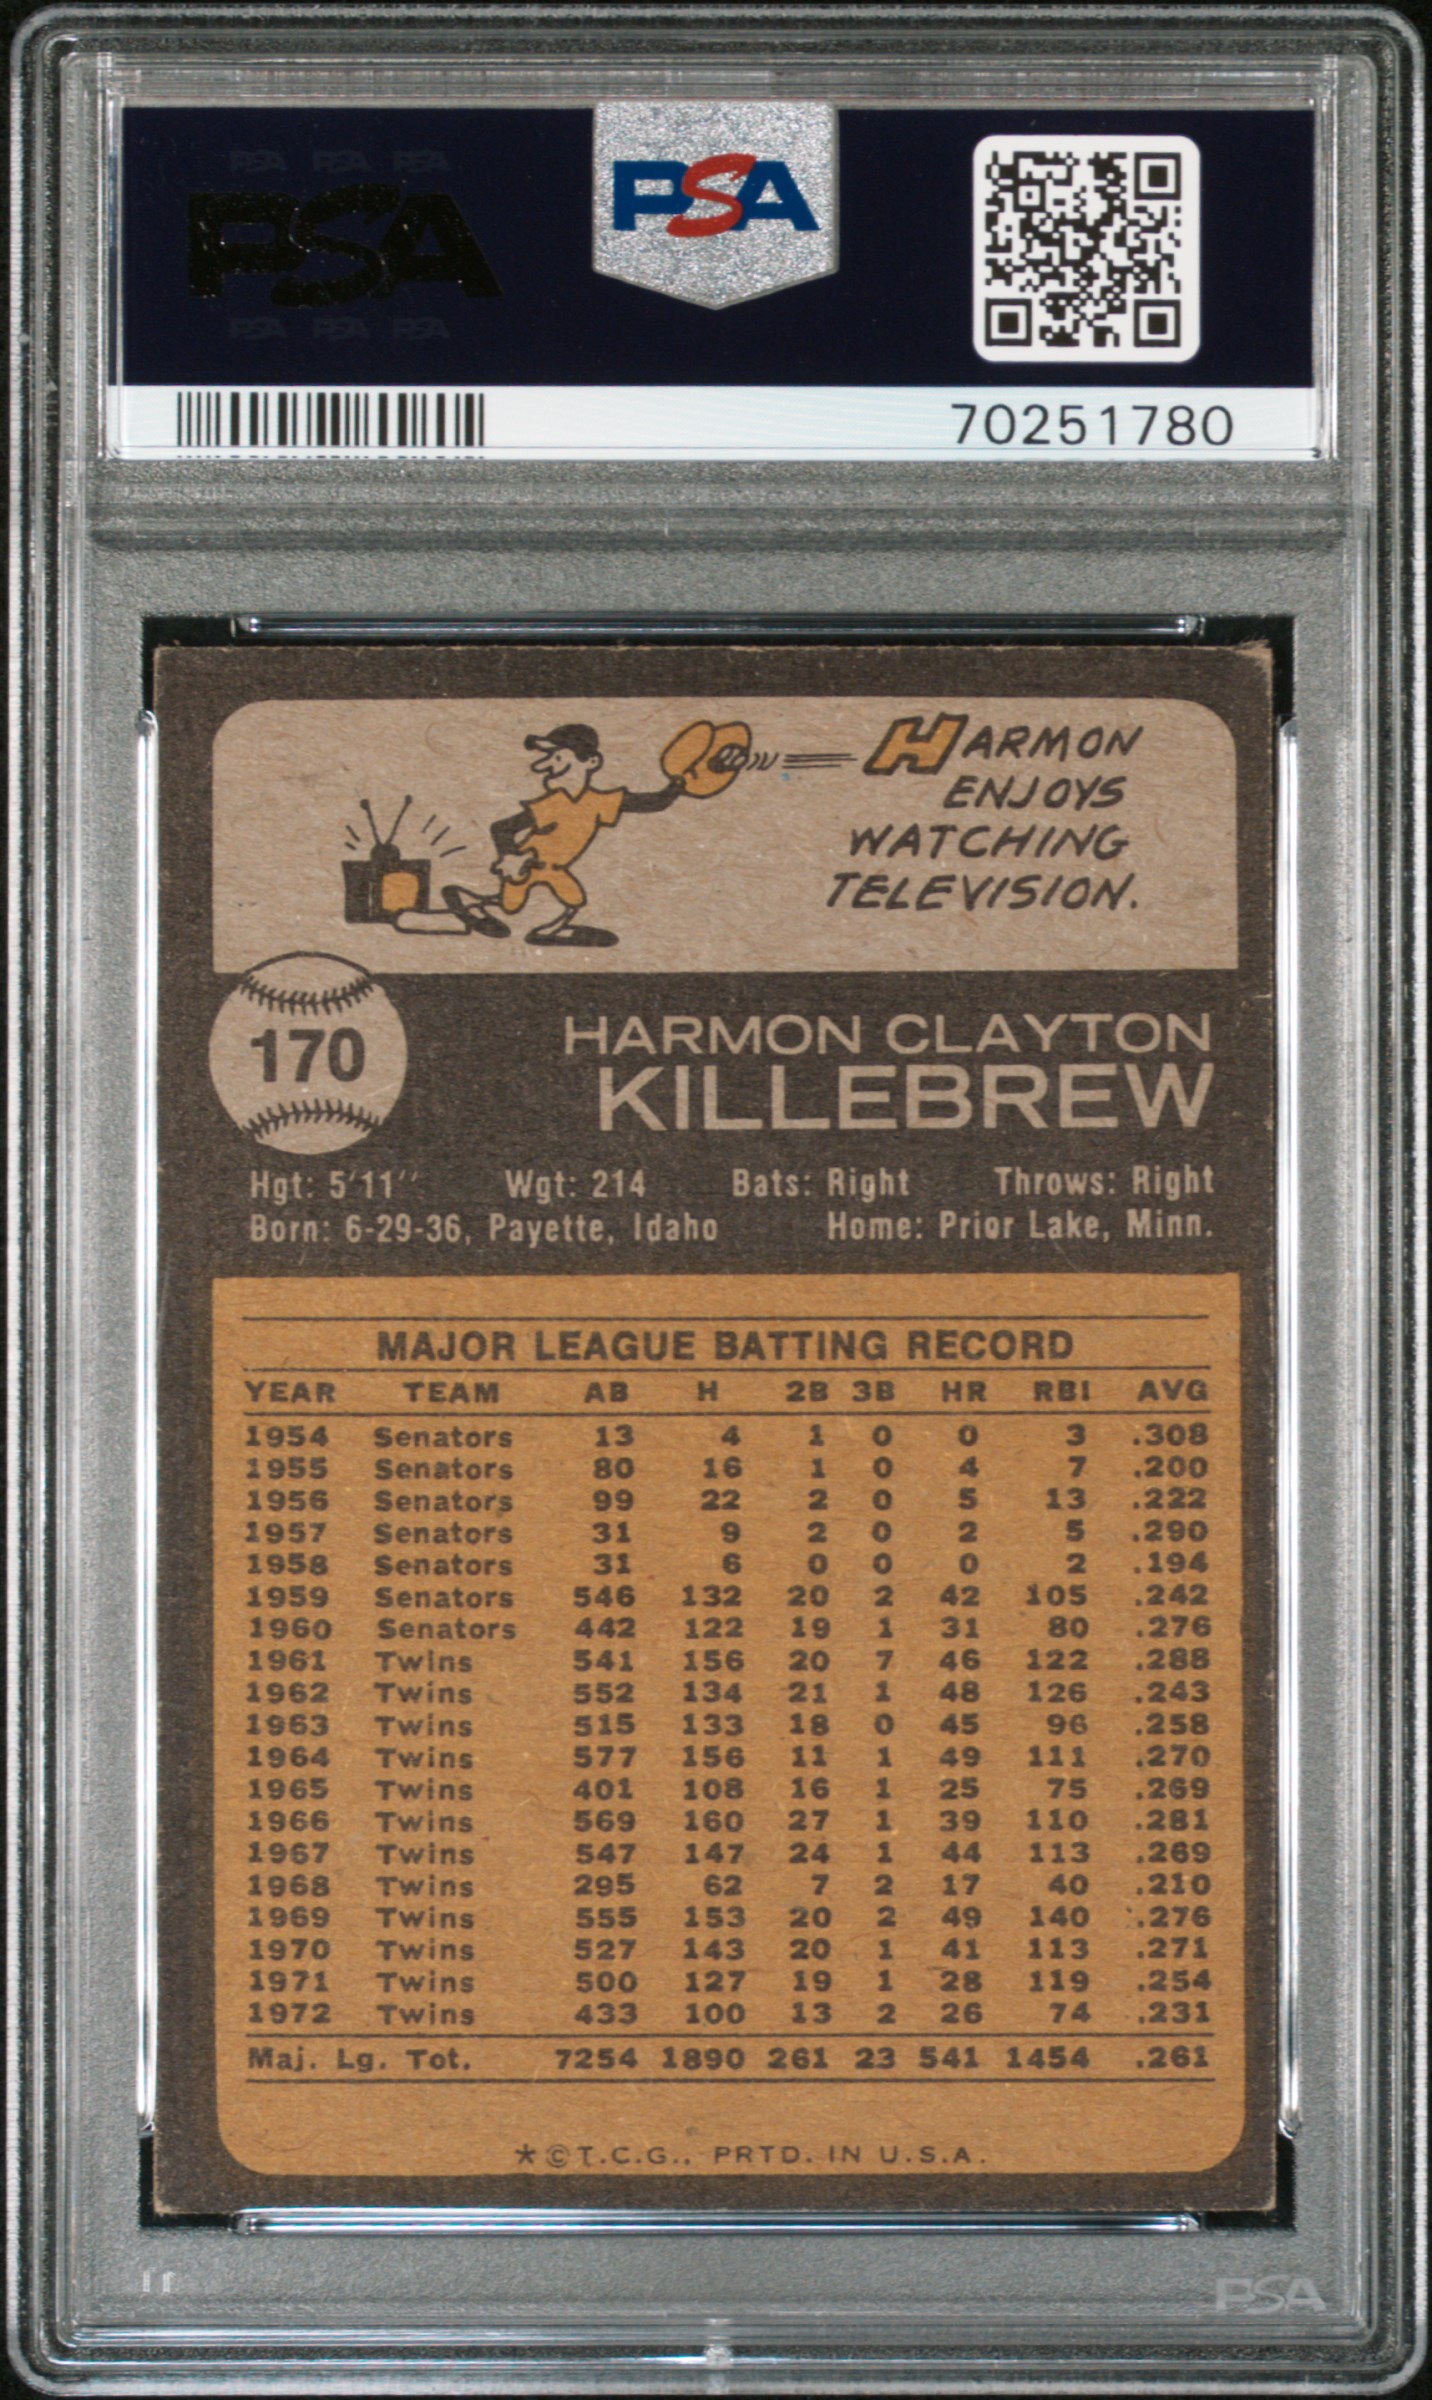 PSA PSA PSA
PSA
PSA PSA PSA
PSA
70251780
HARMON
ENJOYS
WATCHING
TELEVISION.
170
HARMON CLAYTON
KILLEBREW
Hgt: 5'11'' Wgt: 214 Bats: Right Throws: Right
Born: 6-29-36, Payette, Idaho Home: Prior Lake, Minn.
MAJOR LEAGUE BATTING RECORD
YEAR TEAM AB H 2B 3B HR RBI AVG
1954 Senators 13 4 1 0 0 3 .308
1955 Senators 80 16 1 0 4 7 .200
1956 Senators 99 22 2 0 5 13 .222
1957 Senators 31 9 2 0 2 5 .290
1958 Senators 31 6 0 0 0 2 .194
1959 Senators 546 132 20 2 42 105 .242
1960 Senators 442 122 19 1 31 80 .276
1961 Twins 541 156 20 7 46 122 .288
1962 Twins 552 134 21 1 48 126 .243
1963 Twins 515 133 18 0 45 96 .258
1964 Twins 577 156 11 1 49 111 .270
1965 Twins 401 108 16 1 25 75 .269
1966 Twins 569 160 27 1 39 110 .281
1967 Twins 547 147 24 1 44 113 .269
1968 Twins 295 62 7 2 17 40 .210
1969 Twins 555 153 20 2 49 140 .276
1970 Twins 527 143 20 1 41 113 .271
1971 Twins 500 127 19 1 28 119 .254
1972 Twins 433 100 13 2 26 74 .231
Maj. Lg. Tot. 7254 1890 261 23 541 1454 .261
*©T.C.G., PRTD. IN U.S.A.
PSA